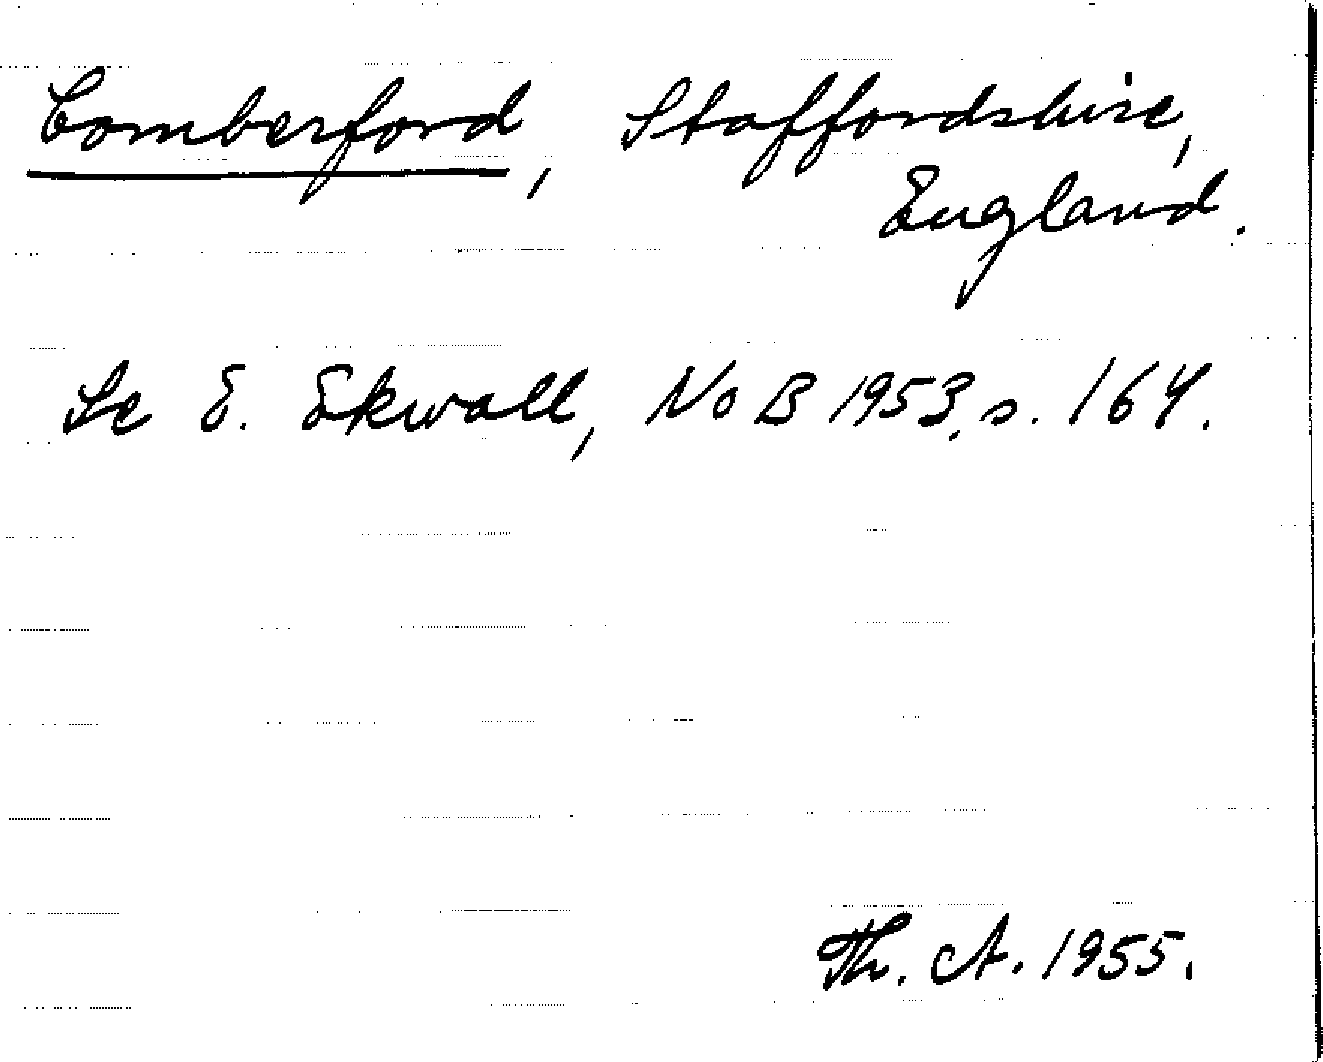 Comberford, Staffordshire,
England.
Se E. Ekwall, NoB 1953, s. 164.
Th. A. 1955.